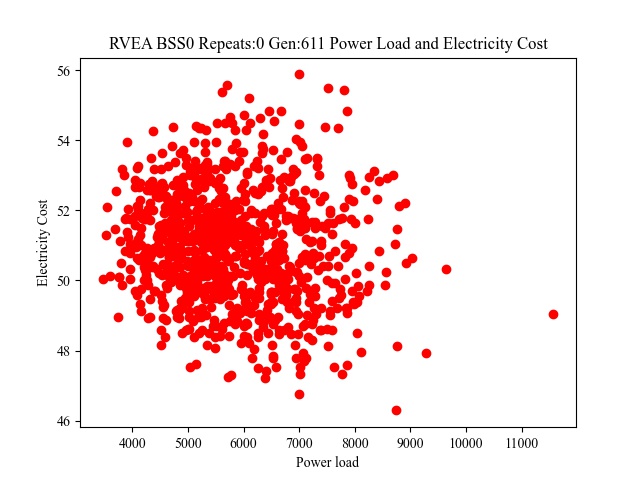 RVEA BSS0 Repeats:0 Gen:611 Power Load and Electricity Cost
56
54
52
50
48
46
Electricity Cost
4000 5000 6000 7000 8000 9000 10000 11000
Power load